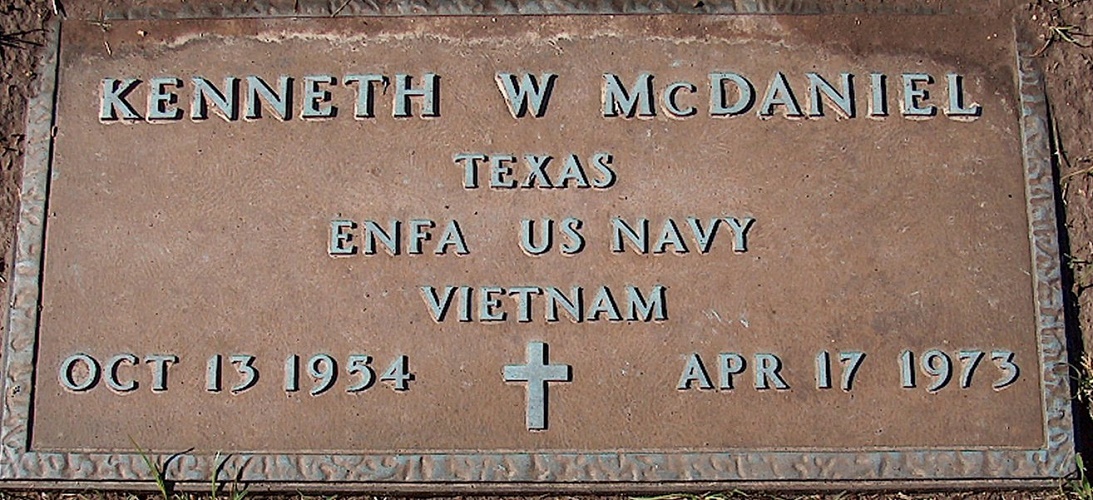 KENNETH W McDANIEL
TEXAS
ENFA US NAVY
VIETNAM
OCT 13 1954 APR 17 1973